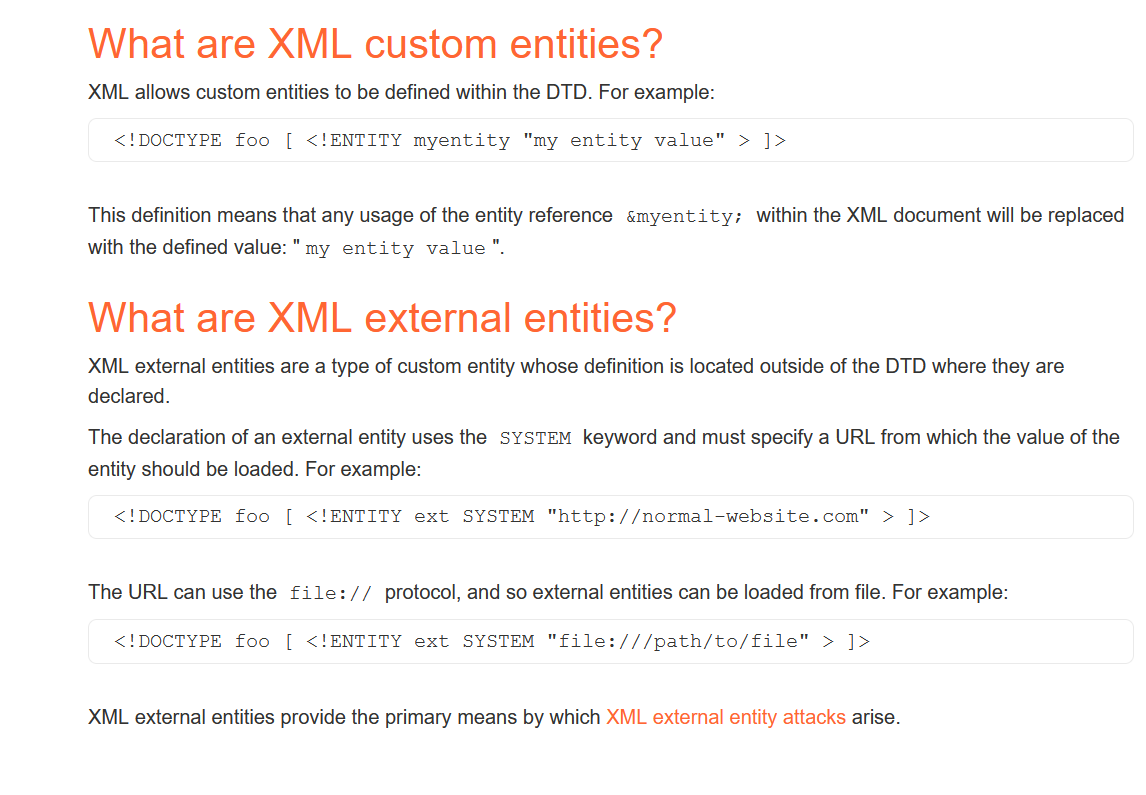 What are XML custom entities?
XML allows custom entities to be defined within the DTD. For example:
<!DOCTYPE foo [ <!ENTITY myentity "my entity value" > ]>
This definition means that any usage of the entity reference &myentity; within the XML document will be replaced
with the defined value: " my entity value ".
What are XML external entities?
XML external entities are a type of custom entity whose definition is located outside of the DTD where they are
declared.
The declaration of an external entity uses the SYSTEM keyword and must specify a URL from which the value of the
entity should be loaded. For example:
<!DOCTYPE foo [ <!ENTITY ext SYSTEM "http://normal-website.com" > ]>
The URL can use the file:// protocol, and so external entities can be loaded from file. For example:
<!DOCTYPE foo [ <!ENTITY ext SYSTEM "file:///path/to/file" > ]>
XML external entities provide the primary means by which XML external entity attacks arise.